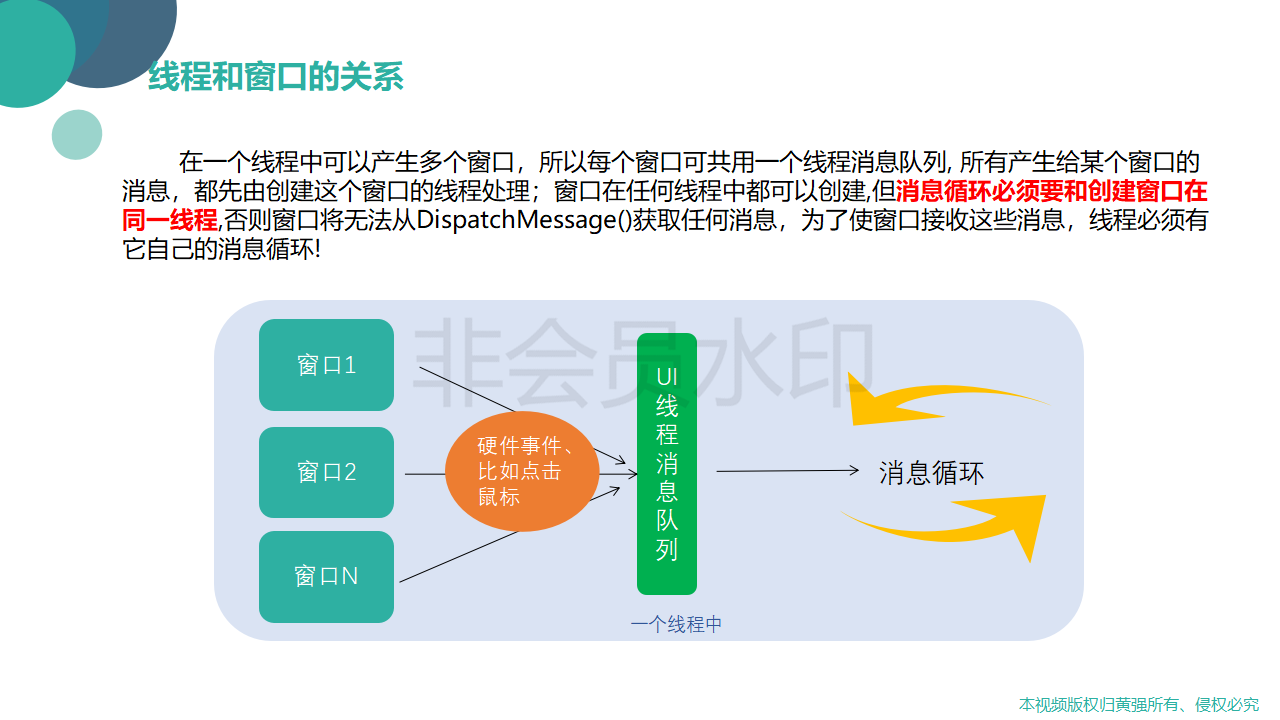 线程和窗口的关系
在一个线程中可以产生多个窗口，所以每个窗口可共用一个线程消息队列, 所有产生给某个窗口的
消息，都先由创建这个窗口的线程处理；窗口在任何线程中都可以创建,但消息循环必须要和创建窗口在
同一线程,否则窗口将无法从DispatchMessage()获取任何消息，为了使窗口接收这些消息，线程必须有
它自己的消息循环!
非会员水印
窗口1
窗口2
窗口N
硬件事件、
比如点击
鼠标
UI
线
程
消
息
队
列
消息循环
一个线程中
本视频版权归黄强所有、侵权必究